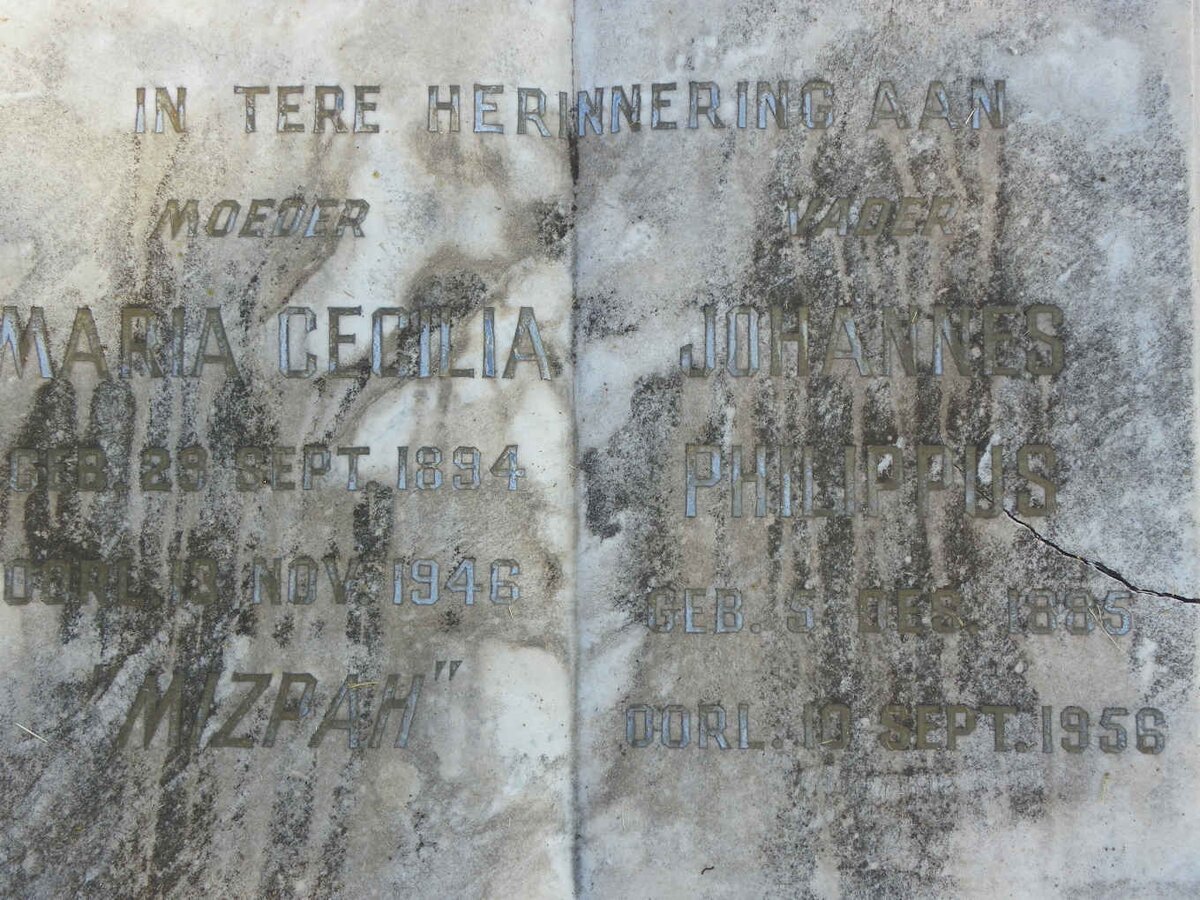 IN TERE HERINNERING AAN
MOEDER
MARIA CECILIA
GEB. 23 SEPT 1894
OORL. 13 NOV. 1946
"MIZPAH"
VADER
JOHANNES
PHILIPPUS
GEB. 5 DES. 1885
OORL. 10 SEPT. 1956